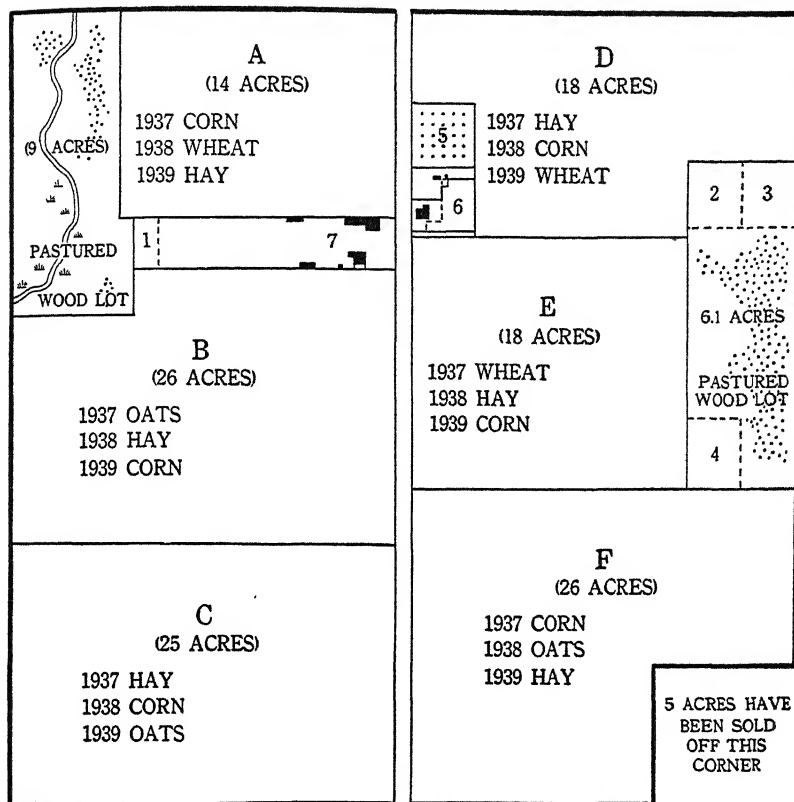 A
(14 ACRES)
1937 CORN
1938 WHEAT
1939 HAY
(9 ACRES)
PASTURED
WOOD LOT
1
7
B
(26 ACRES)
1937 OATS
1938 HAY
1939 CORN
C
(25 ACRES)
1937 HAY
1938 CORN
1939 OATS
D
(18 ACRES)
1937 HAY
1938 CORN
1939 WHEAT
5
6
2
3
E
(18 ACRES)
1937 WHEAT
1938 HAY
1939 CORN
6.1 ACRES
PASTURED
WOOD LOT
4
F
(26 ACRES)
1937 CORN
1938 OATS
1939 HAY
5 ACRES HAVE
BEEN SOLD
OFF THIS
CORNER